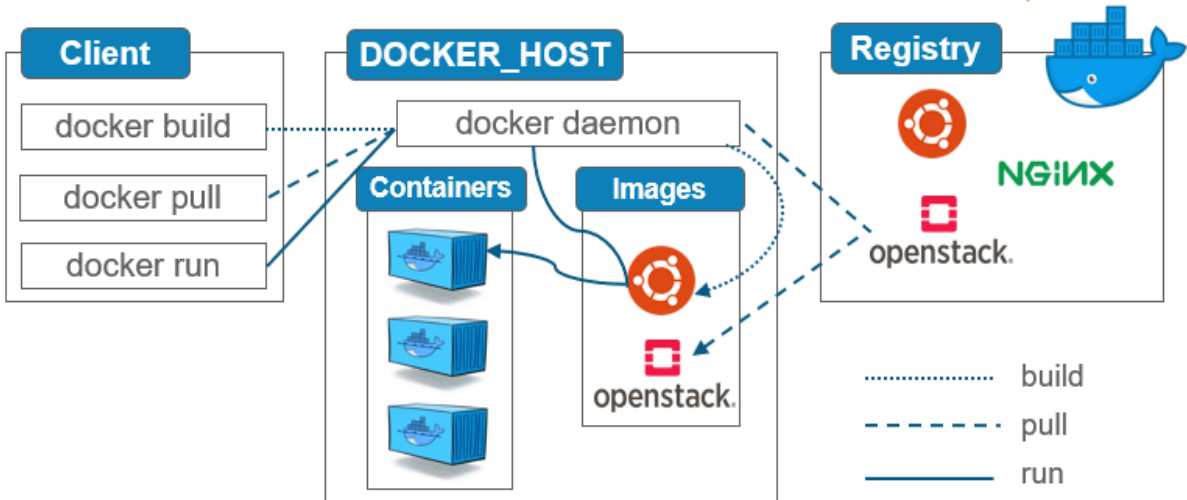 Client
docker build
docker pull
docker run
DOCKER_HOST
docker daemon
Containers
Images
openstack.
Registry
NGiNX
openstack.
build
pull
run